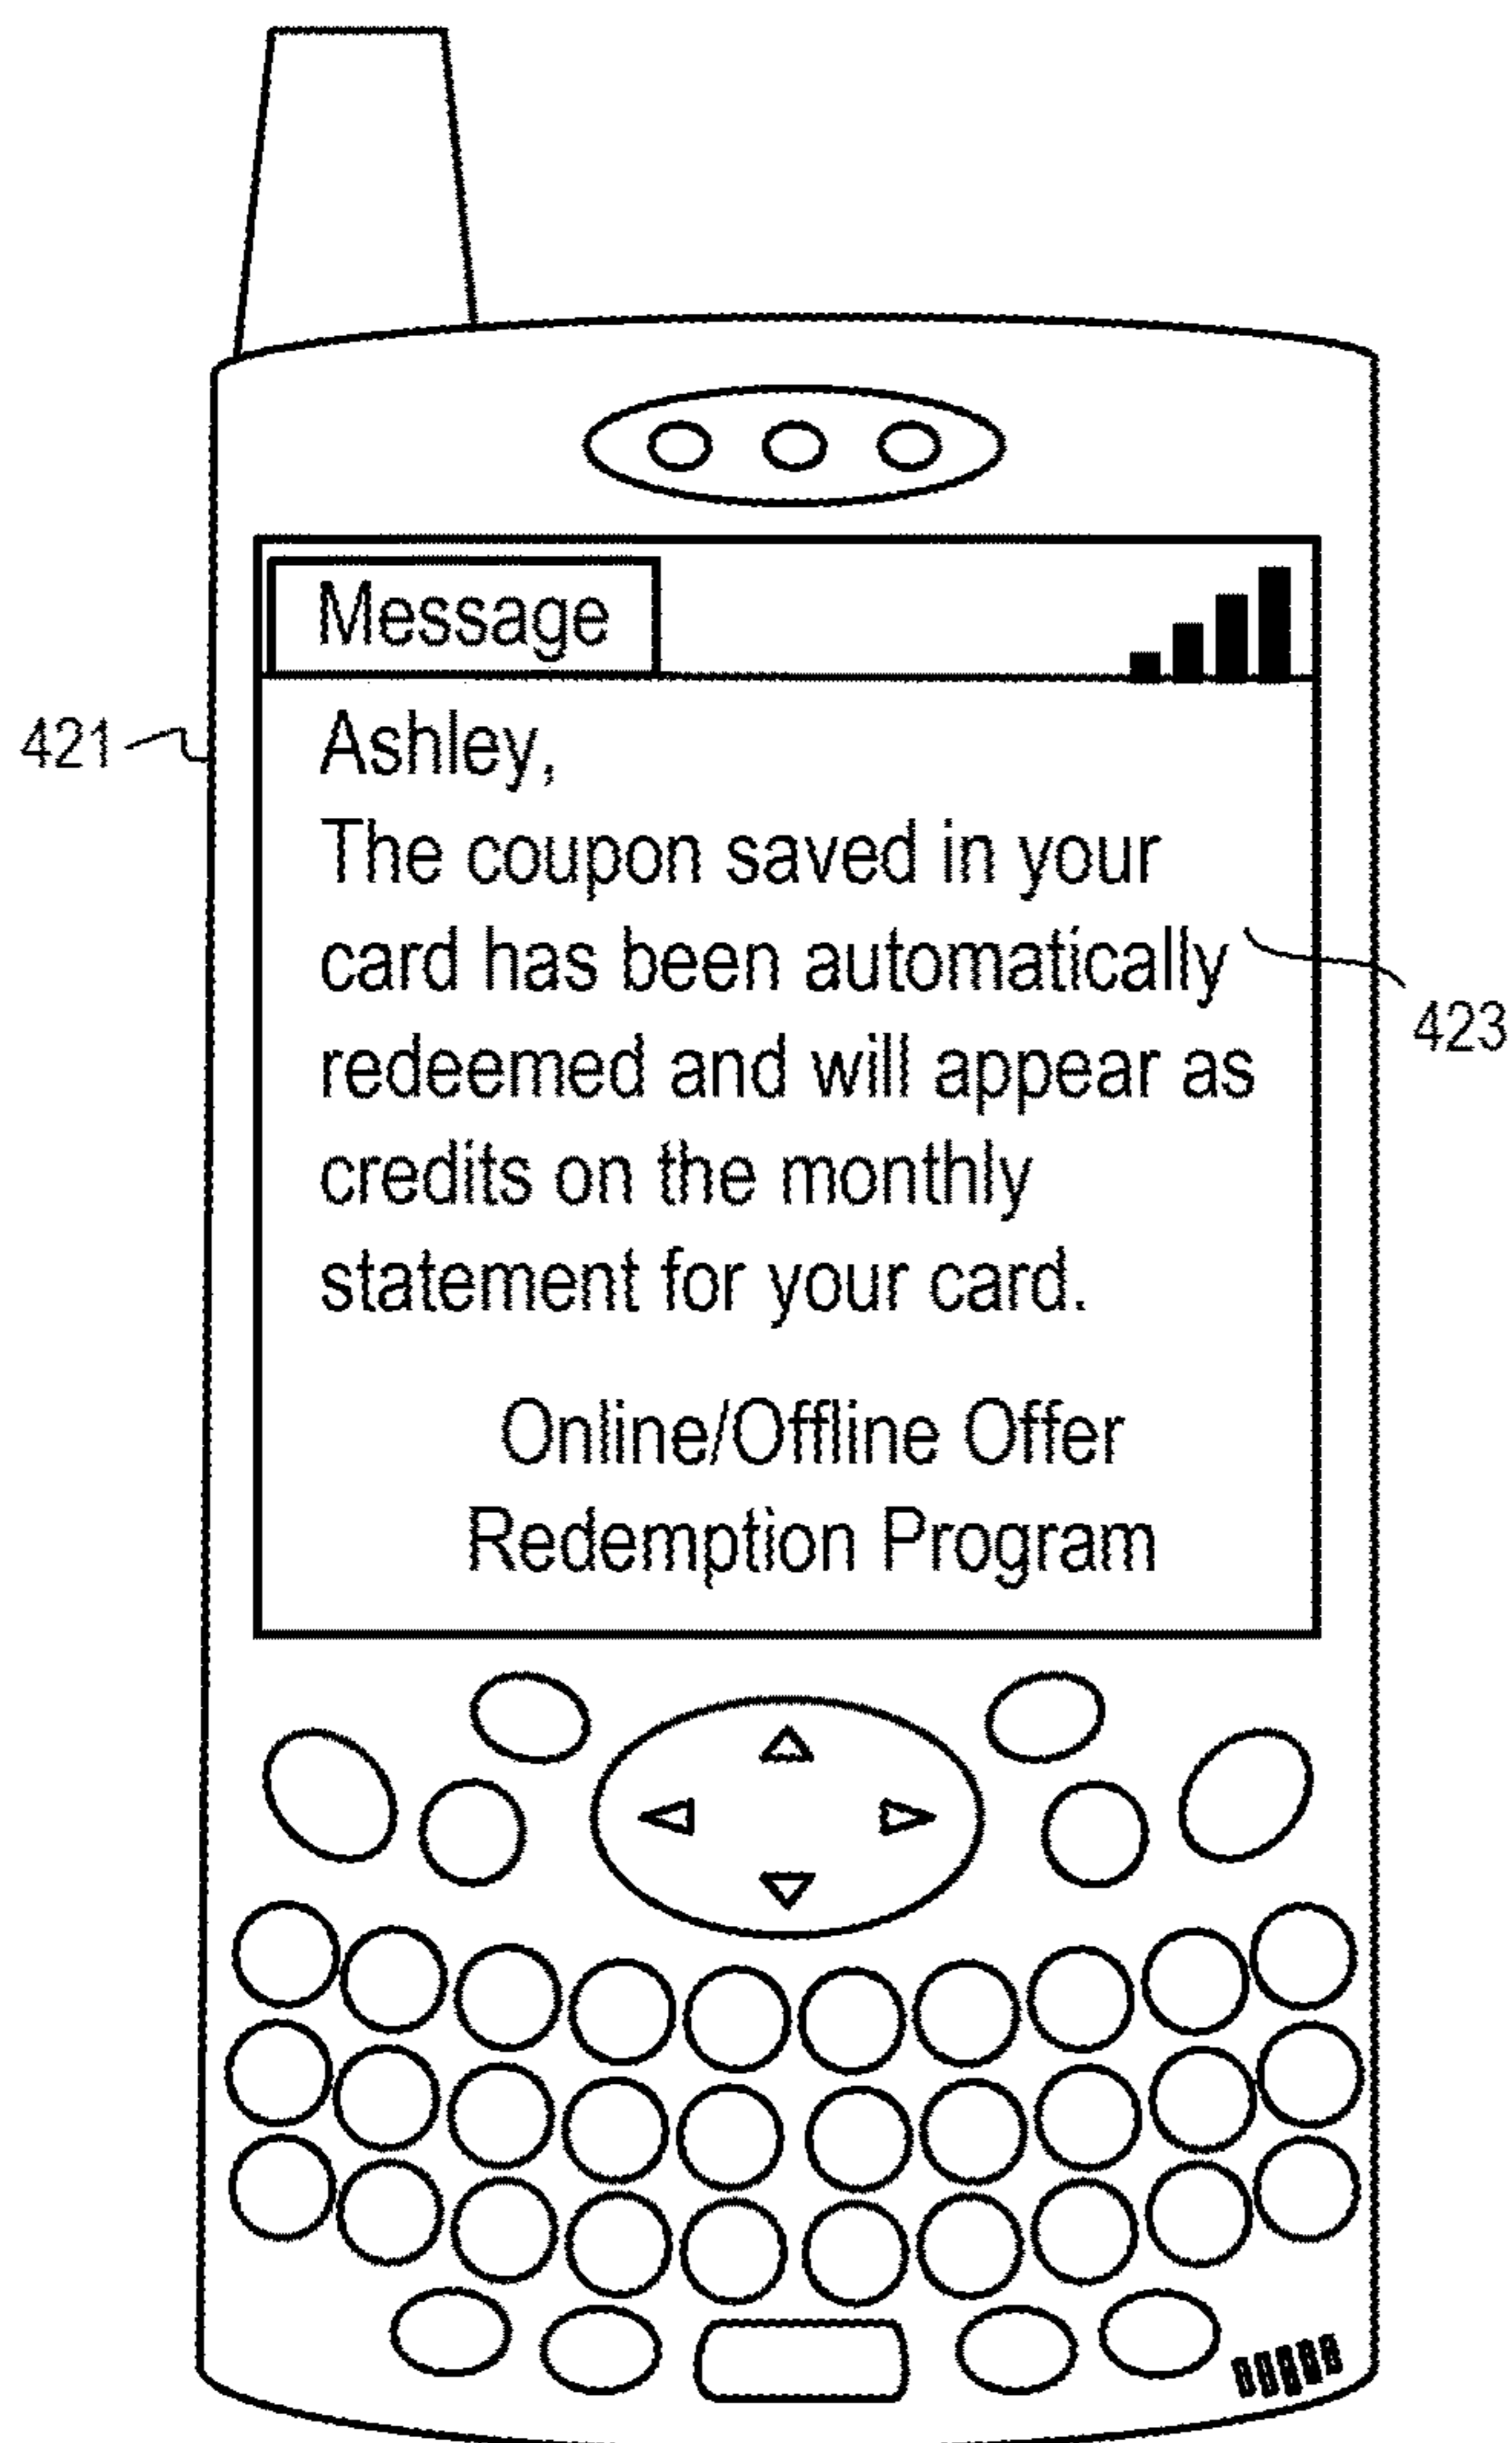 Message
Ashley,
421
The coupon saved in your
card has been automatically
423
redeemed and will appear as
credits on the monthly
statement for your card.
Online/Offline Offer
Redemption Program